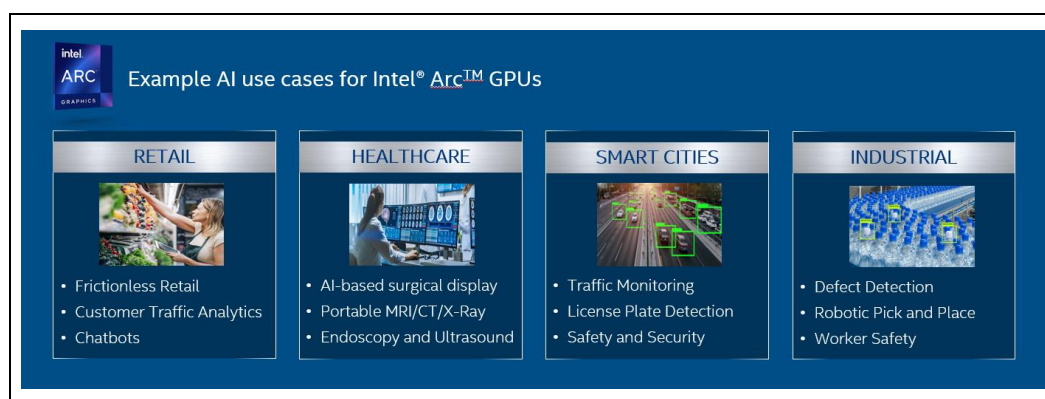 intel
ARC
GRAPHICS
Example AI use cases for Intel® Arc™ GPUs
RETAIL
• Frictionless Retail
• Customer Traffic Analytics
• Chatbots
HEALTHCARE
• AI-based surgical display
• Portable MRI/CT/X-Ray
• Endoscopy and Ultrasound
SMART CITIES
• Traffic Monitoring
• License Plate Detection
• Safety and Security
INDUSTRIAL
• Defect Detection
• Robotic Pick and Place
• Worker Safety